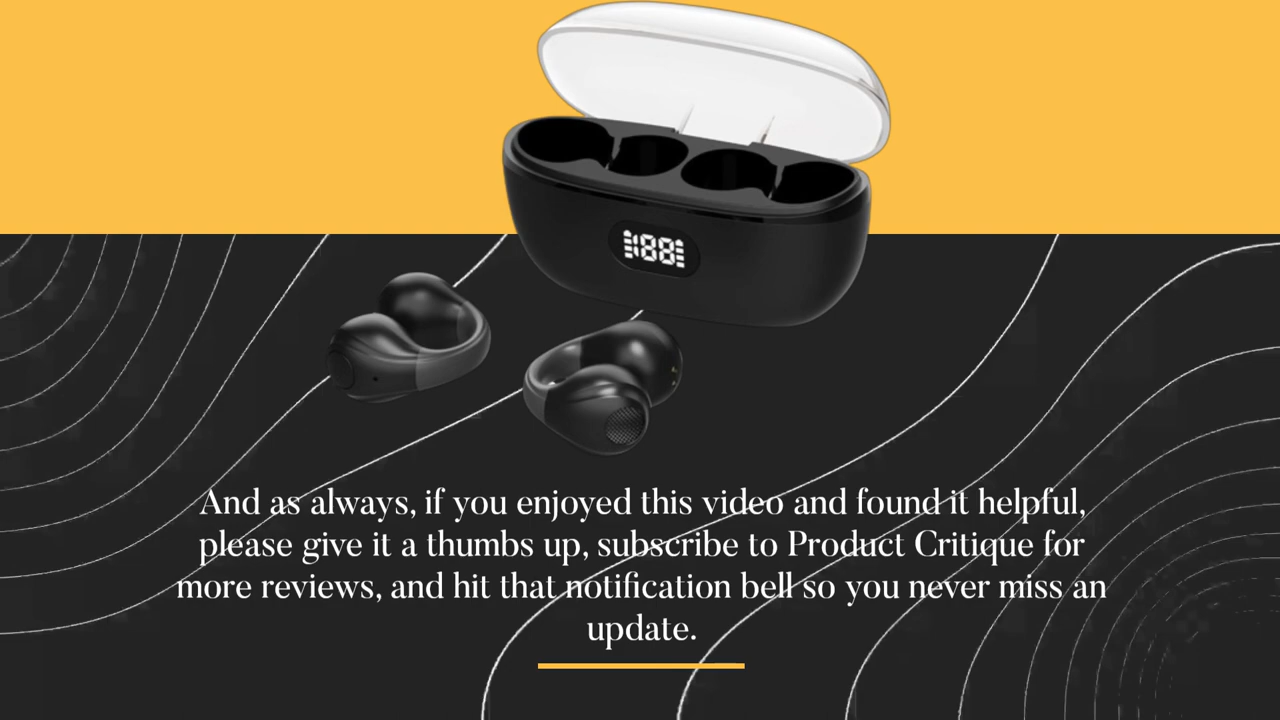 188
And as always, if you enjoyed this video and found it helpful,
please give it a thumbs up, subscribe to Product Critique for
more reviews, and hit that notification bell so you never miss an
update.